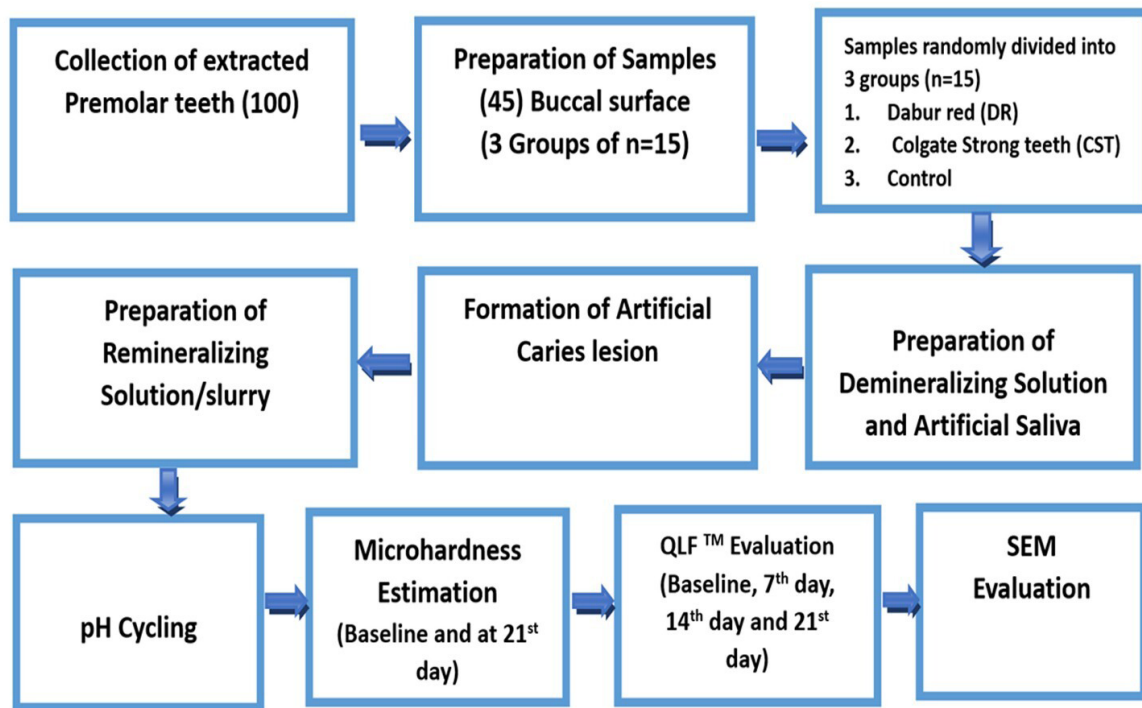 Collection of extracted
Premolar teeth (100)
Preparation of Samples
(45) Buccal surface
(3 Groups of n=15)
Samples randomly divided into
3 groups (n=15)
1. Dabur red (DR)
2. Colgate Strong teeth (CST)
3. Control
Preparation of
Demineralizing Solution
and Artificial Saliva
Formation of Artificial
Caries lesion
Preparation of
Remineralizing
Solution/slurry
pH Cycling
Microhardness
Estimation
(Baseline and at 21st
day)
QLF TM Evaluation
(Baseline, 7th day,
14th day and 21st
day)
SEM
Evaluation